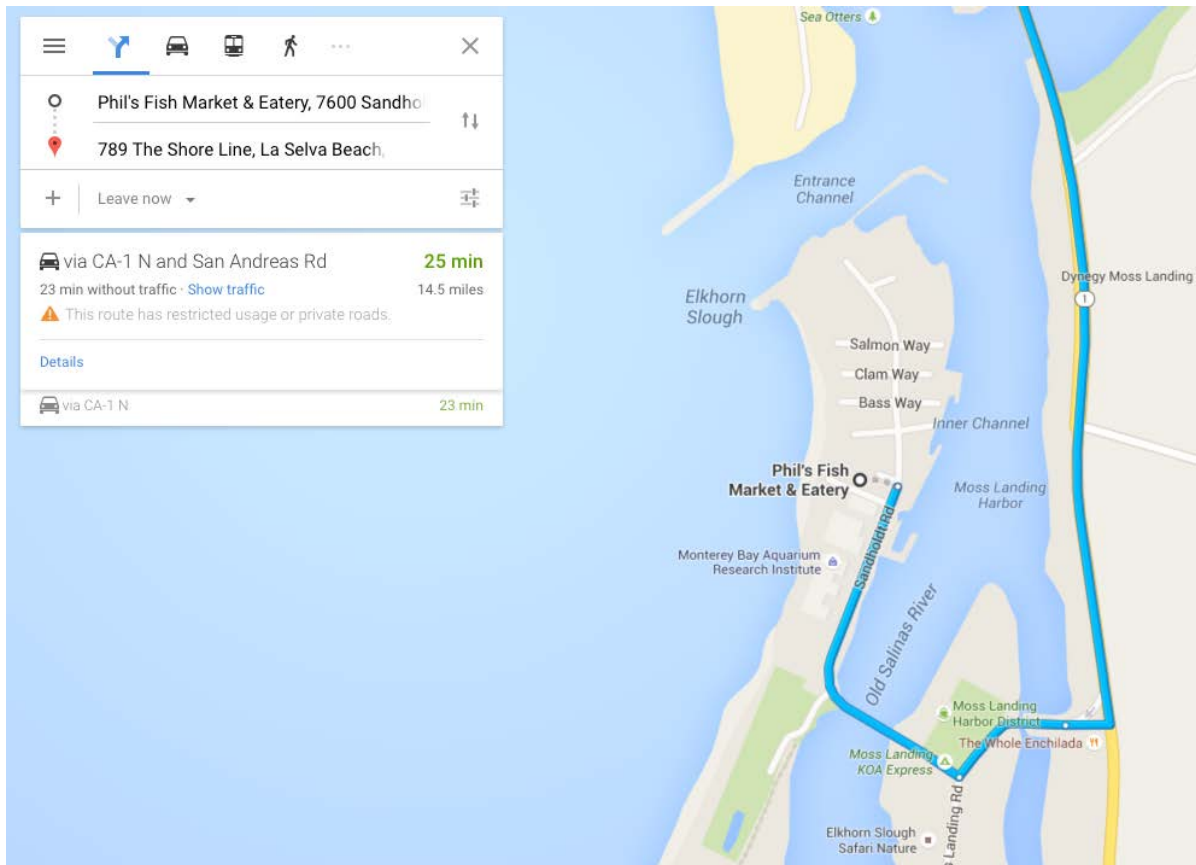 Phil's Fish Market & Eatery, 7600 Sandho
789 The Shore Line, La Selva Beach,
Leave now
via CA-1 N and San Andreas Rd
25 min
23 min without traffic · Show traffic
14.5 miles
This route has restricted usage or private roads.
Details
via CA-1 N
23 min
Sea Otters
Entrance
Channel
Dynegy Moss Landing
1
Elkhorn
Slough
Salmon Way
Clam Way
Bass Way
Inner Channel
Phil's Fish
Market & Eatery
Moss Landing
Harbor
Sandholdt Rd
Monterey Bay Aquarium
Research Institute
Old Salinas River
Moss Landing
Harbor District
The Whole Enchilada
Moss Landing
KOA Express
s Landing Rd
Elkhorn Slough
Safari Nature